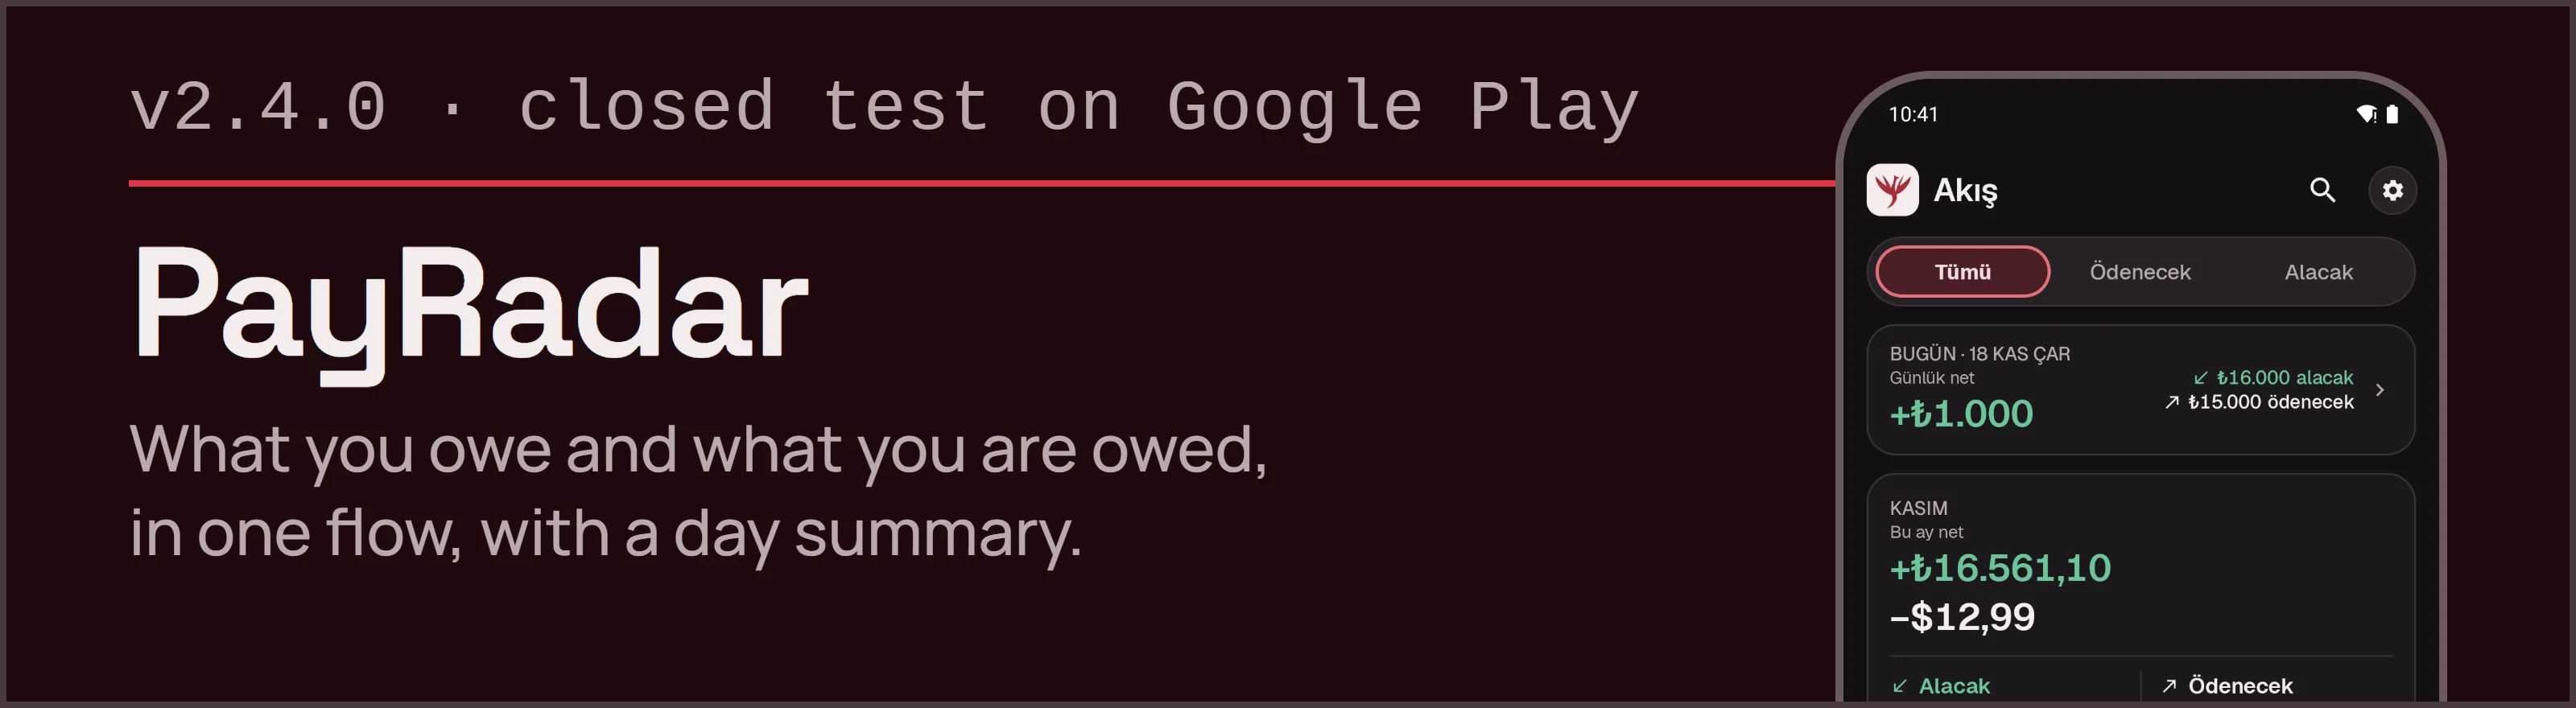 v2.4.0 · closed test on Google Play
PayRadar
What you owe and what you are owed,
in one flow, with a day summary.
10:41
Akış
Tümü
Ödenecek
Alacak
BUGÜN · 18 KAS ÇAR
Günlük net
+₺1.000
↙ ₺16.000 alacak
↗ ₺15.000 ödenecek
KASIM
Bu ay net
+₺16.561,10
−$12,99
↙ Alacak
↗ Ödenecek